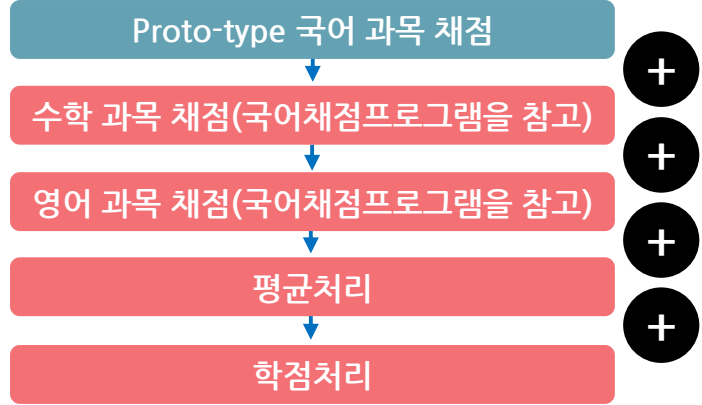 Proto-type 국어 과목 채점
+
수학 과목 채점(국어채점프로그램을 참고)
+
영어 과목 채점(국어채점프로그램을 참고)
+
평균처리
+
학점처리